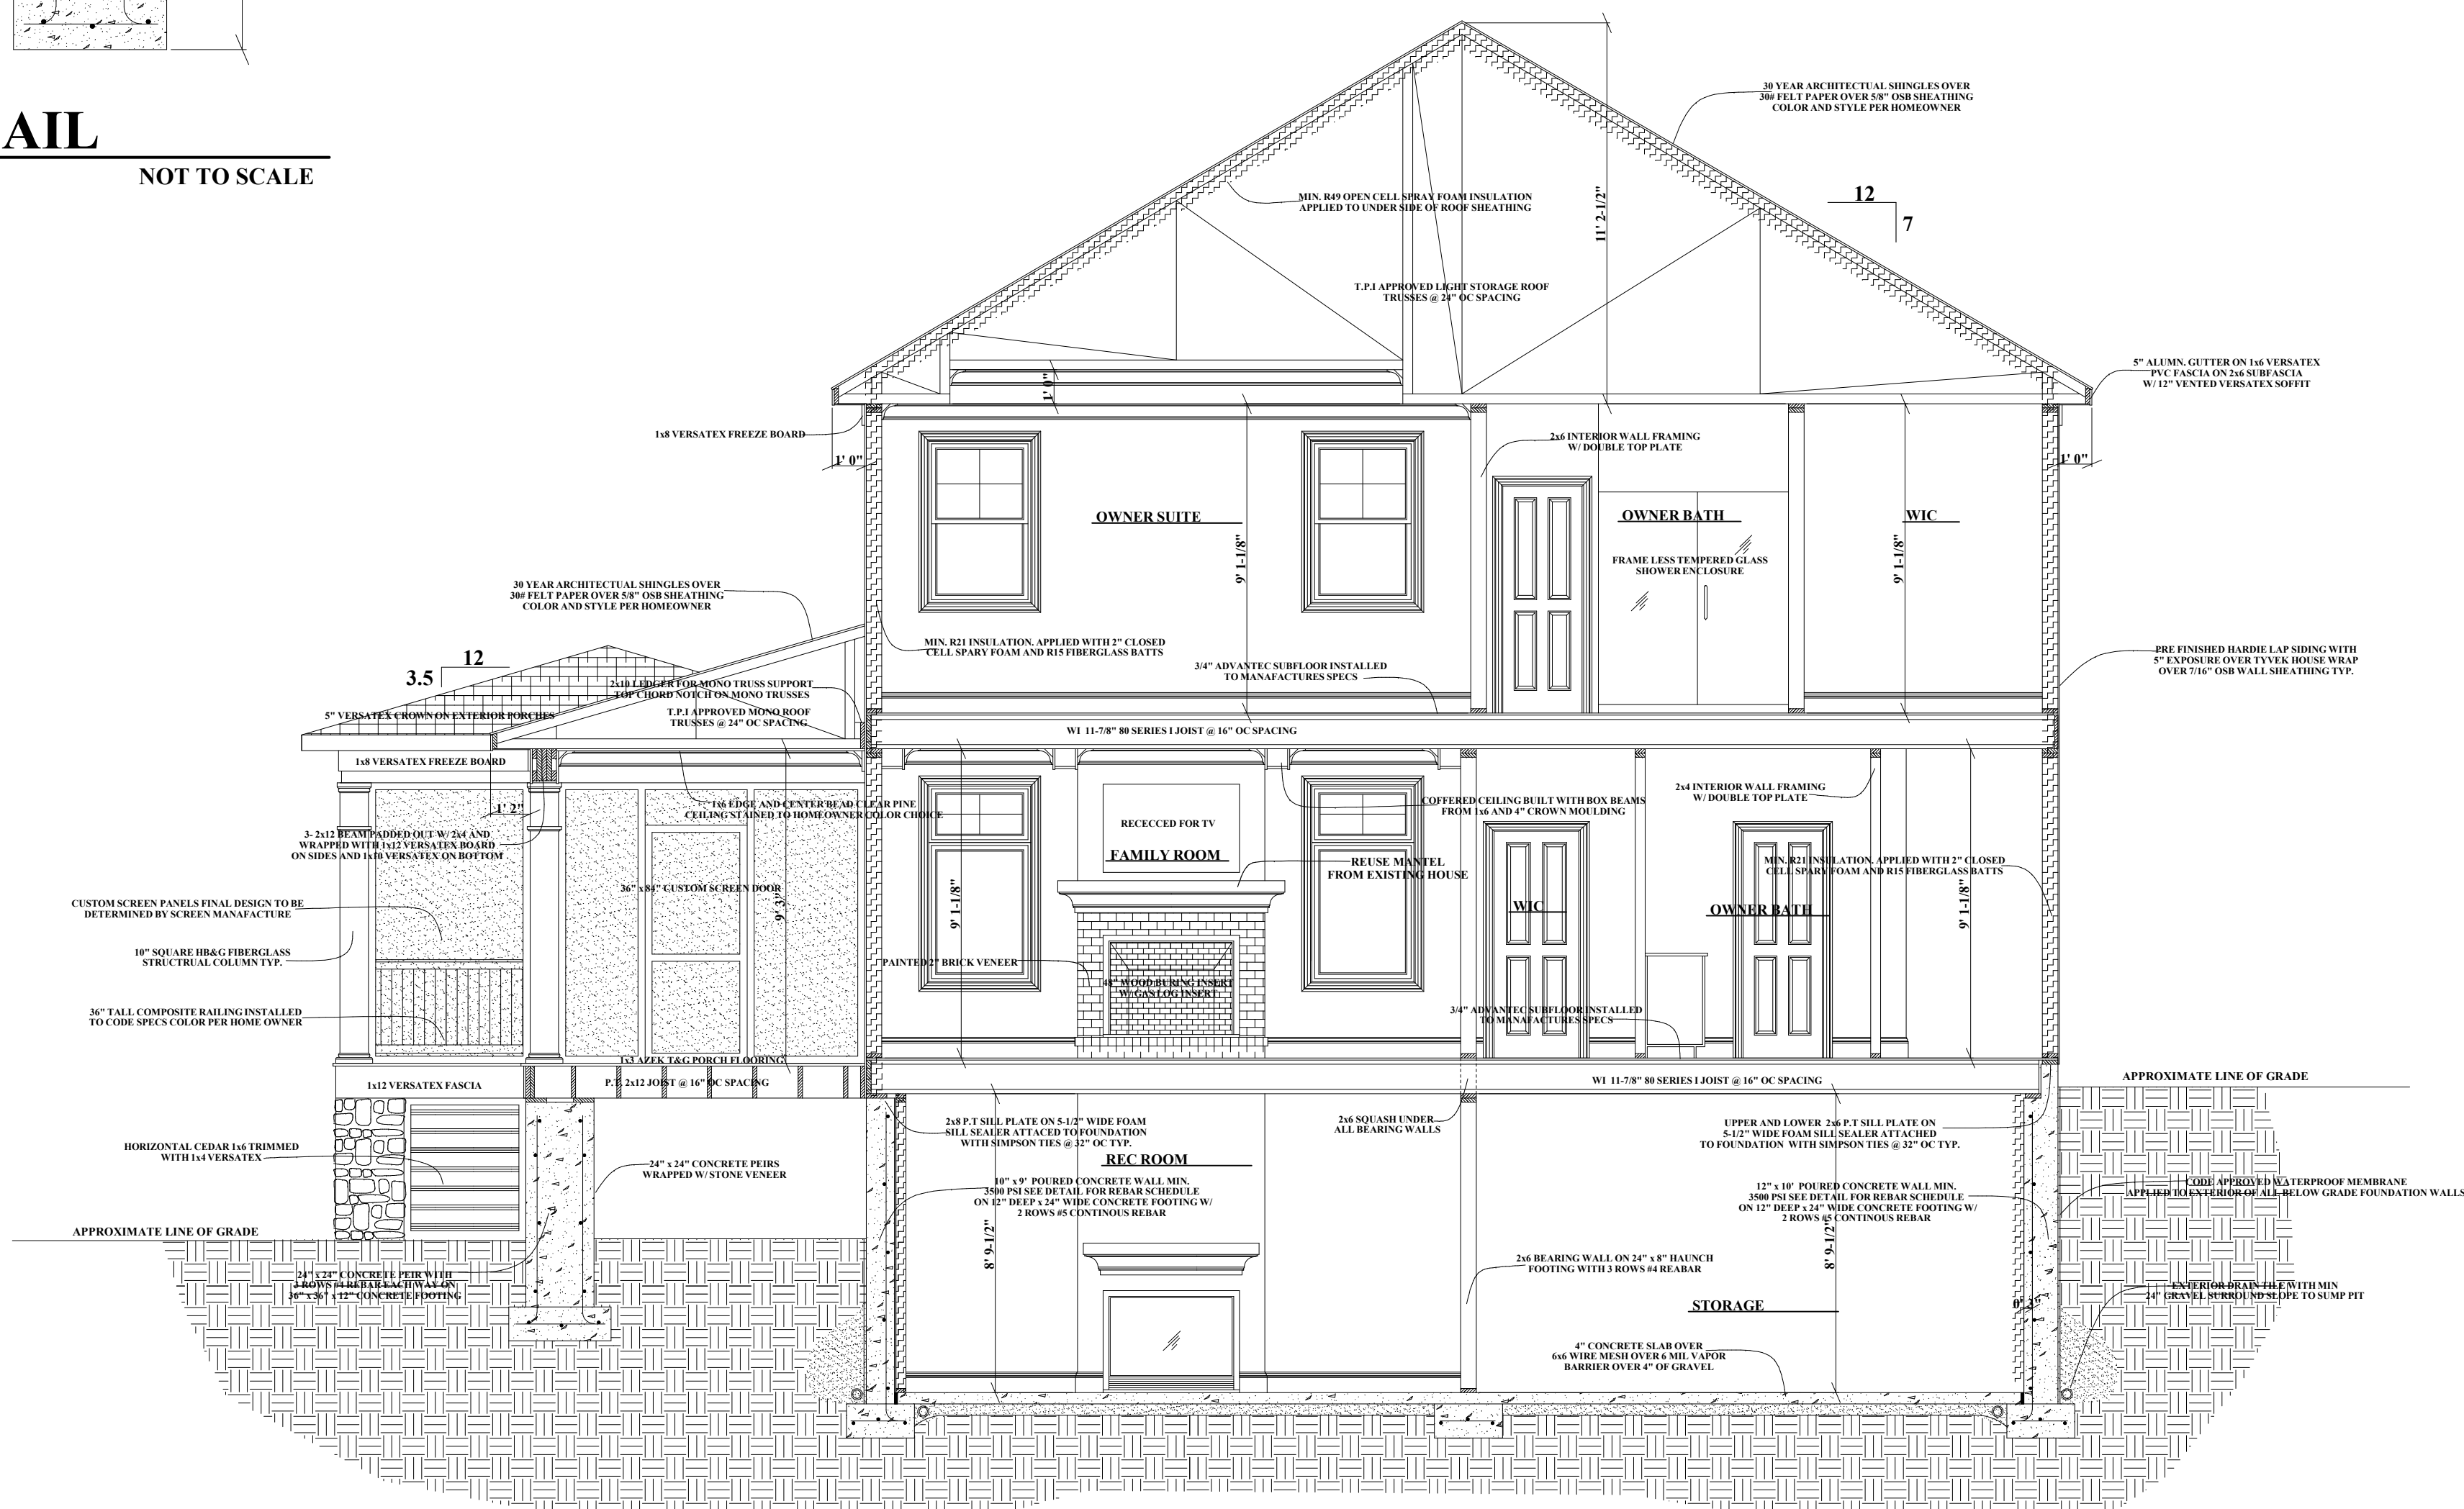 AIL
NOT TO SCALE
30 YEAR ARCHITECTUAL SHINGLES OVER
30# FELT PAPER OVER 5/8" OSB SHEATHING
COLOR AND STYLE PER HOMEOWNER
MIN. R49 OPEN CELL SPRAY FOAM INSULATION
APPLIED TO UNDER SIDE OF ROOF SHEATHING
11' 2-1/2"
12
7
T.P.I APPROVED LIGHT STORAGE ROOF
TRUSSES @ 24" OC SPACING
5" ALUMN. GUTTER ON 1x6 VERSATEX
PVC FASCIA ON 2x6 SUBFASCIA
W/ 12" VENTED VERSATEX SOFFIT
1' 0"
1x8 VERSATEX FREEZE BOARD
1' 0"
2x6 INTERIOR WALL FRAMING
W/ DOUBLE TOP PLATE
1' 0"
OWNER SUITE
OWNER BATH
WIC
9' 1-1/8"
9' 1-1/8"
FRAME LESS TEMPERED GLASS
SHOWER ENCLOSURE
30 YEAR ARCHITECTUAL SHINGLES OVER
30# FELT PAPER OVER 5/8" OSB SHEATHING
COLOR AND STYLE PER HOMEOWNER
MIN. R21 INSULATION. APPLIED WITH 2" CLOSED
CELL SPARY FOAM AND R15 FIBERGLASS BATTS
3/4" ADVANTEC SUBFLOOR INSTALLED
TO MANAFACTURES SPECS
PRE FINISHED HARDIE LAP SIDING WITH
5" EXPOSURE OVER TYVEK HOUSE WRAP
OVER 7/16" OSB WALL SHEATHING TYP.
12
3.5
2x10 LEDGER FOR MONO TRUSS SUPPORT
TOP CHORD NOTCH ON MONO TRUSSES
5" VERSATEX CROWN ON EXTERIOR PORCHES
T.P.I APPROVED MONO ROOF
TRUSSES @ 24" OC SPACING
WI 11-7/8" 80 SERIES I JOIST @ 16" OC SPACING
1x8 VERSATEX FREEZE BOARD
1' 2"
1x6 EDGE AND CENTER BEAD CLEAR PINE
CEILING STAINED TO HOMEOWNER COLOR CHOICE
COFFERED CEILING BUILT WITH BOX BEAMS
FROM 1x6 AND 4" CROWN MOULDING
2x4 INTERIOR WALL FRAMING
W/ DOUBLE TOP PLATE
RECECCED FOR TV
3- 2x12 BEAM PADDED OUT W/ 2x4 AND
WRAPPED WITH 1x12 VERSATEX BOARD
ON SIDES AND 1x10 VERSATEX ON BOTTOM
FAMILY ROOM
REUSE MANTEL
FROM EXISTING HOUSE
MIN. R21 INSULATION. APPLIED WITH 2" CLOSED
CELL SPARY FOAM AND R15 FIBERGLASS BATTS
36" x 84" CUSTOM SCREEN DOOR
9' 3"
9' 1-1/8"
9' 1-1/8"
CUSTOM SCREEN PANELS FINAL DESIGN TO BE
DETERMINED BY SCREEN MANAFACTURE
WIC
OWNER BATH
10" SQUARE HB&G FIBERGLASS
STRUCTRUAL COLUMN TYP.
PAINTED 2" BRICK VENEER
48" WOOD BURING INSERT
W/ GAS LOG INSERT
36" TALL COMPOSITE RAILING INSTALLED
TO CODE SPECS COLOR PER HOME OWNER
3/4" ADVANTEC SUBFLOOR INSTALLED
TO MANAFACTURES SPECS
1x3 AZEK T&G PORCH FLOORING
1x12 VERSATEX FASCIA
P.T. 2x12 JOIST @ 16" OC SPACING
WI 11-7/8" 80 SERIES I JOIST @ 16" OC SPACING
APPROXIMATE LINE OF GRADE
2x8 P.T SILL PLATE ON 5-1/2" WIDE FOAM
SILL SEALER ATTACED TO FOUNDATION
WITH SIMPSON TIES @ 32" OC TYP.
2x6 SQUASH UNDER
ALL BEARING WALLS
UPPER AND LOWER 2x6 P.T SILL PLATE ON
5-1/2" WIDE FOAM SILL SEALER ATTACHED
TO FOUNDATION WITH SIMPSON TIES @ 32" OC TYP.
HORIZONTAL CEDAR 1x6 TRIMMED
WITH 1x4 VERSATEX
24" x 24" CONCRETE PEIRS
WRAPPED W/ STONE VENEER
REC ROOM
10" x 9' POURED CONCRETE WALL MIN.
3500 PSI SEE DETAIL FOR REBAR SCHEDULE
ON 12" DEEP x 24" WIDE CONCRETE FOOTING W/
2 ROWS #5 CONTINOUS REBAR
12" x 10' POURED CONCRETE WALL MIN.
3500 PSI SEE DETAIL FOR REBAR SCHEDULE
ON 12" DEEP x 24" WIDE CONCRETE FOOTING W/
2 ROWS #5 CONTINOUS REBAR
CODE APPROVED WATERPROOF MEMBRANE
APPLIED TO EXTERIOR OF ALL BELOW GRADE FOUNDATION WALLS
APPROXIMATE LINE OF GRADE
8' 9-1/2"
8' 9-1/2"
2x6 BEARING WALL ON 24" x 8" HAUNCH
FOOTING WITH 3 ROWS #4 REABAR
24" x 24" CONCRETE PEIR WITH
3 ROWS #4 REBAR EACH WAY ON
36" x 36" x 12" CONCRETE FOOTING
EXTERIOR DRAIN TILE WITH MIN
24" GRAVEL SURROUND SLOPE TO SUMP PIT
STORAGE
0' 3"
4" CONCRETE SLAB OVER
6x6 WIRE MESH OVER 6 MIL VAPOR
BARRIER OVER 4" OF GRAVEL